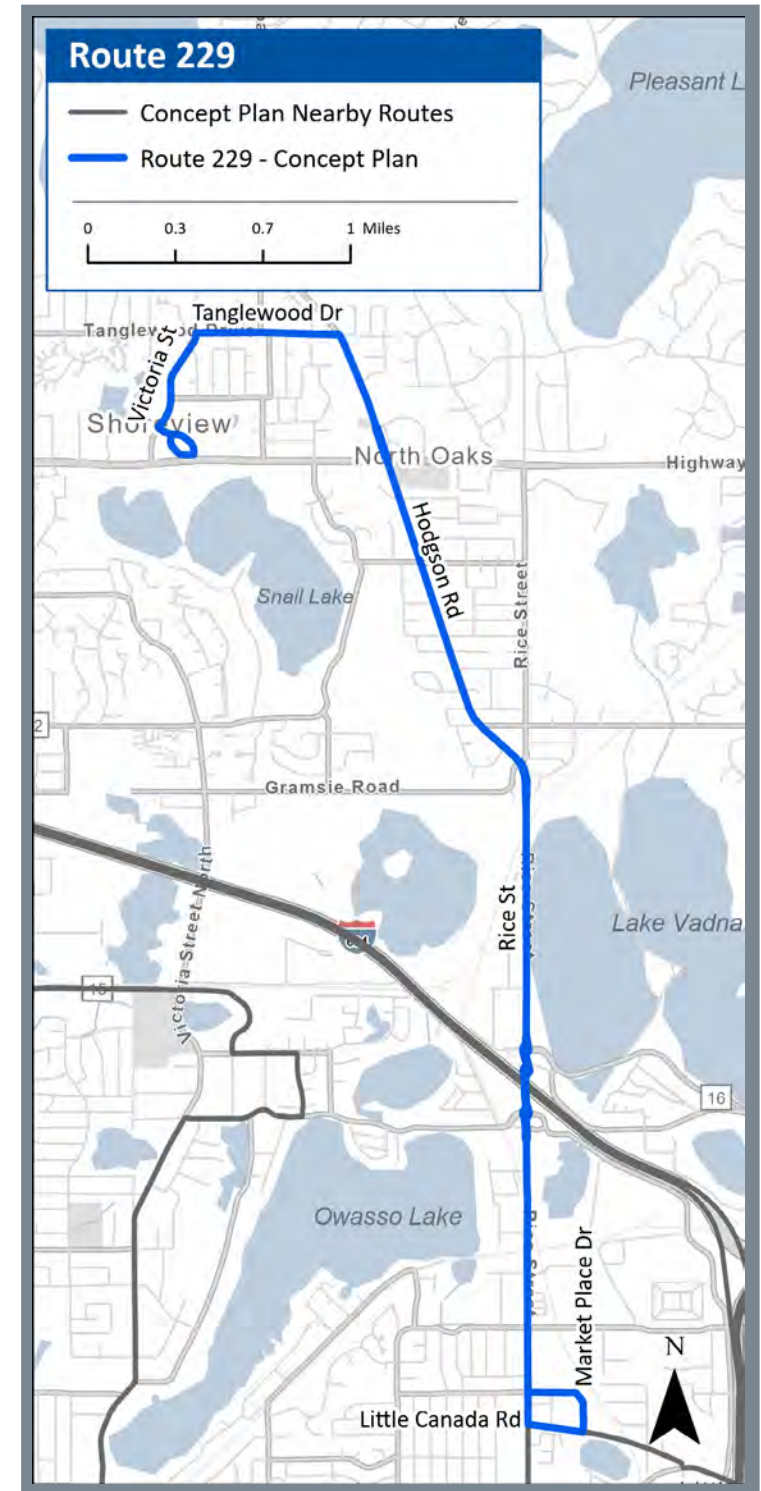 Route 229
Concept Plan Nearby Routes
Route 229 - Concept Plan
0 0.3 0.7 1 Miles
Pleasant L
Tanglewood Dr
Victoria St
Shoreview
North Oaks
Highway
Hodgson Rd
Snail Lake
Rice Street
2
Gramsie Road
Victoria Street North
Rice St
Lake Vadna
15
16
Owasso Lake
Market Place Dr
N
Little Canada Rd